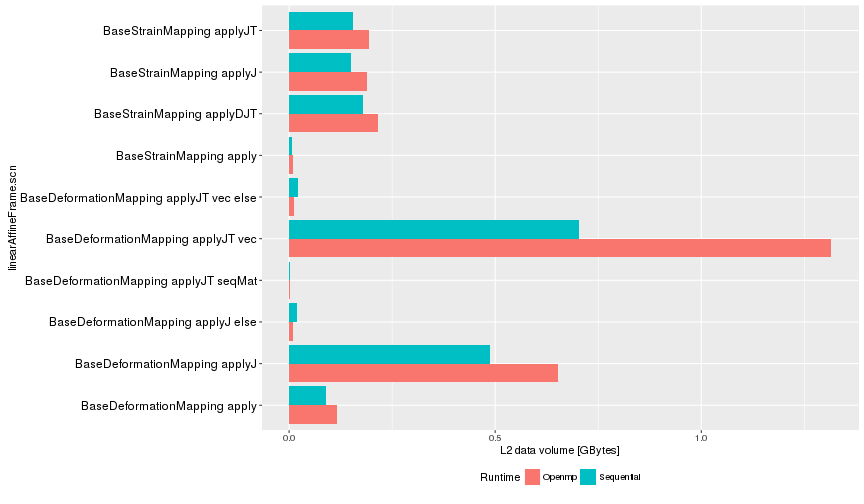 BaseStrainMapping applyJT
BaseStrainMapping applyJ
BaseStrainMapping applyDJT
BaseStrainMapping apply
BaseDeformationMapping applyJT vec else
BaseDeformationMapping applyJT vec
BaseDeformationMapping applyJT seqMat
BaseDeformationMapping applyJ else
BaseDeformationMapping applyJ
BaseDeformationMapping apply
linearAffineFrame.scn
0.0 0.5 1.0
L2 data volume [GBytes]
Runtime Openmp Sequential